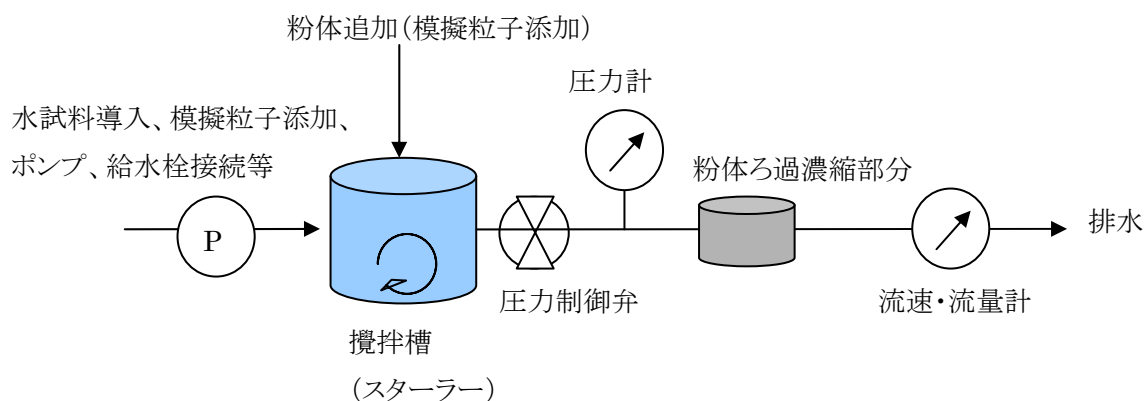 粉体追加(模擬粒子添加)
圧力計
水試料導入、模擬粒子添加、
ポンプ、給水栓接続等
粉体ろ過濃縮部分
P
排水
圧力制御弁
流速・流量計
攪拌槽
(スターラー)